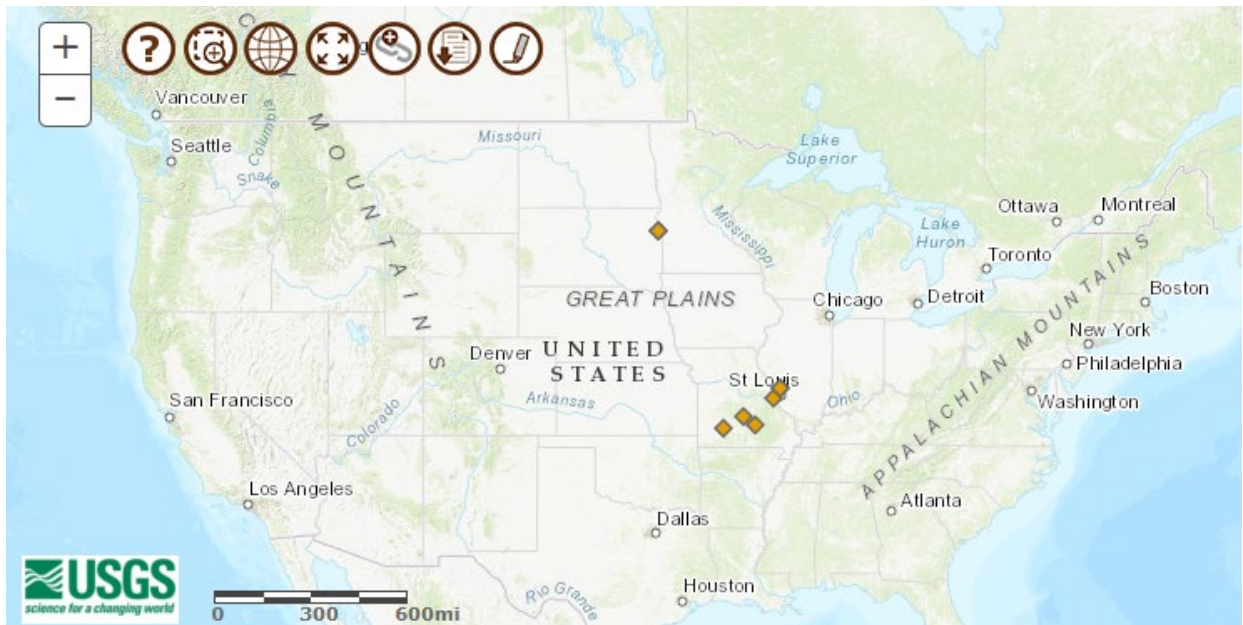 +
−
?
C
g
Vancouver
Columbia
M O U N T A I N S
Missouri
Lake
Superior
Seattle
Snake
Mississippi
Ottawa
Montreal
Lake
Huron
Toronto
GREAT PLAINS
Chicago
Detroit
Boston
New York
Denver
UNITED
STATES
St Louis
Philadelphia
Arkansas
Ohio
Washington
San Francisco
Colorado
APPALACHIAN MOUNTAINS
Los Angeles
Atlanta
Dallas
Houston
Rio Grande
USGS
science for a changing world
0 300 600mi